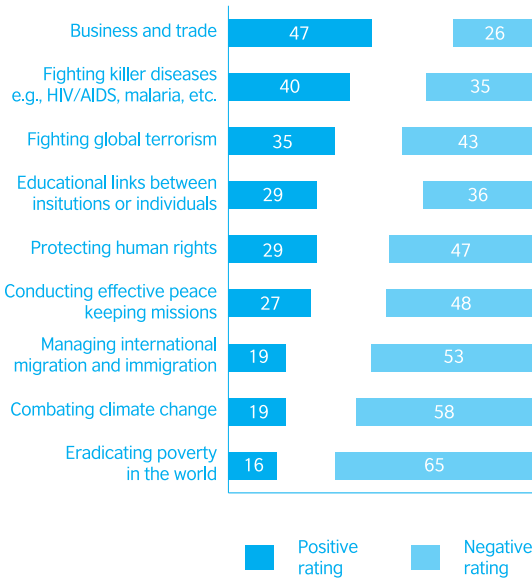 Business and trade
47
26
Fighting killer diseases
e.g., HIV/AIDS, malaria, etc.
40
35
Fighting global terrorism
35
43
Educational links between
insitutions or individuals
29
36
Protecting human rights
29
47
Conducting effective peace
keeping missions
27
48
Managing international
migration and immigration
19
53
Combating climate change
19
58
Eradicating poverty
in the world
16
65
Positive
rating
Negative
rating